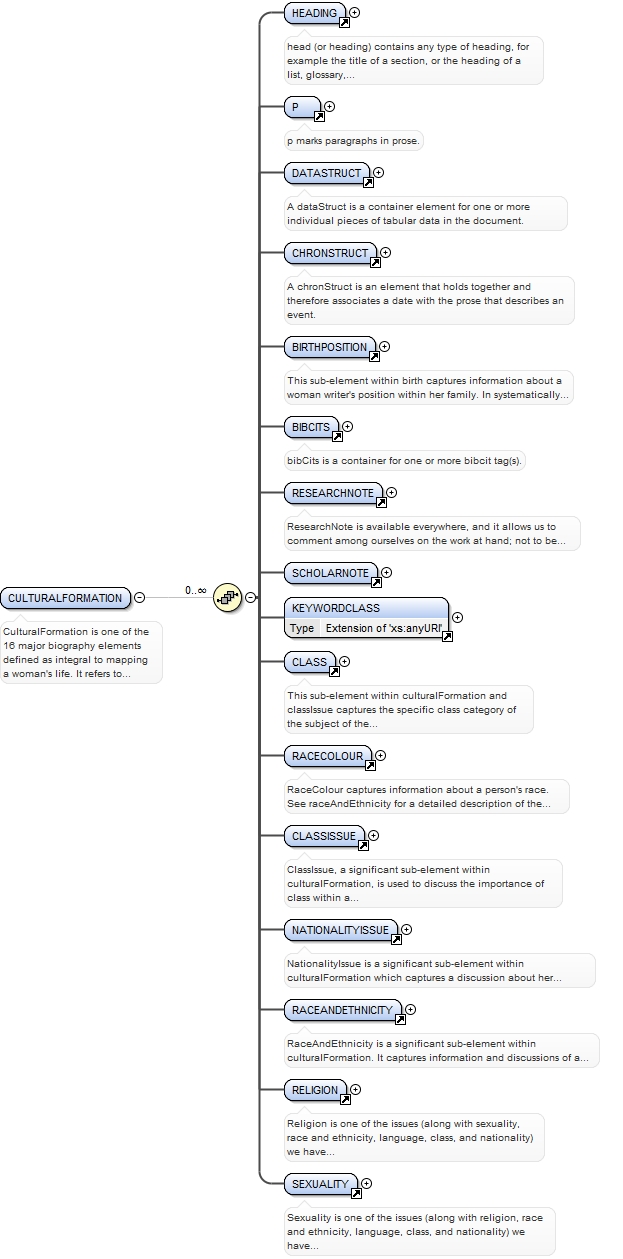 HEADING
head (or heading) contains any type of heading, for
example the title of a section, or the heading of a
list, glossary,...
P
p marks paragraphs in prose.
DATASTRUCT
A dataStruct is a container element for one or more
individual pieces of tabular data in the document.
CHRONSTRUCT
A chronStruct is an element that holds together and
therefore associates a date with the prose that describes an
event.
BIRTHPOSITION
This sub-element within birth captures information about a
woman writer's position within her family. In systematically...
BIBCITS
bibCits is a container for one or more bibcit tag(s).
RESEARCHNOTE
ResearchNote is available everywhere, and it allows us to
comment among ourselves on the work at hand; not to be...
SCHOLARNOTE
CULTURALFORMATION
0..∞
CulturalFormation is one of the
16 major biography elements
defined as integral to mapping
a woman's life. It refers to...
KEYWORDCLASS
Type Extension of 'xs:anyURI'
CLASS
This sub-element within culturalFormation and
classIssue captures the specific class category of
the subject of the...
RACECOLOUR
RaceColour captures information about a person's race.
See raceAndEthnicity for a detailed description of the...
CLASSISSUE
ClassIssue, a significant sub-element within
culturalFormation, is used to discuss the importance of
class within a...
NATIONALITYISSUE
NationalityIssue is a significant sub-element within
culturalFormation which captures a discussion about her...
RACEANDETHNICITY
RaceAndEthnicity is a significant sub-element within
culturalFormation. It captures information and discussions of a...
RELIGION
Religion is one of the issues (along with sexuality,
race and ethnicity, language, class, and nationality)
we have...
SEXUALITY
Sexuality is one of the issues (along with religion, race
and ethnicity, language, class, and nationality) we
have...